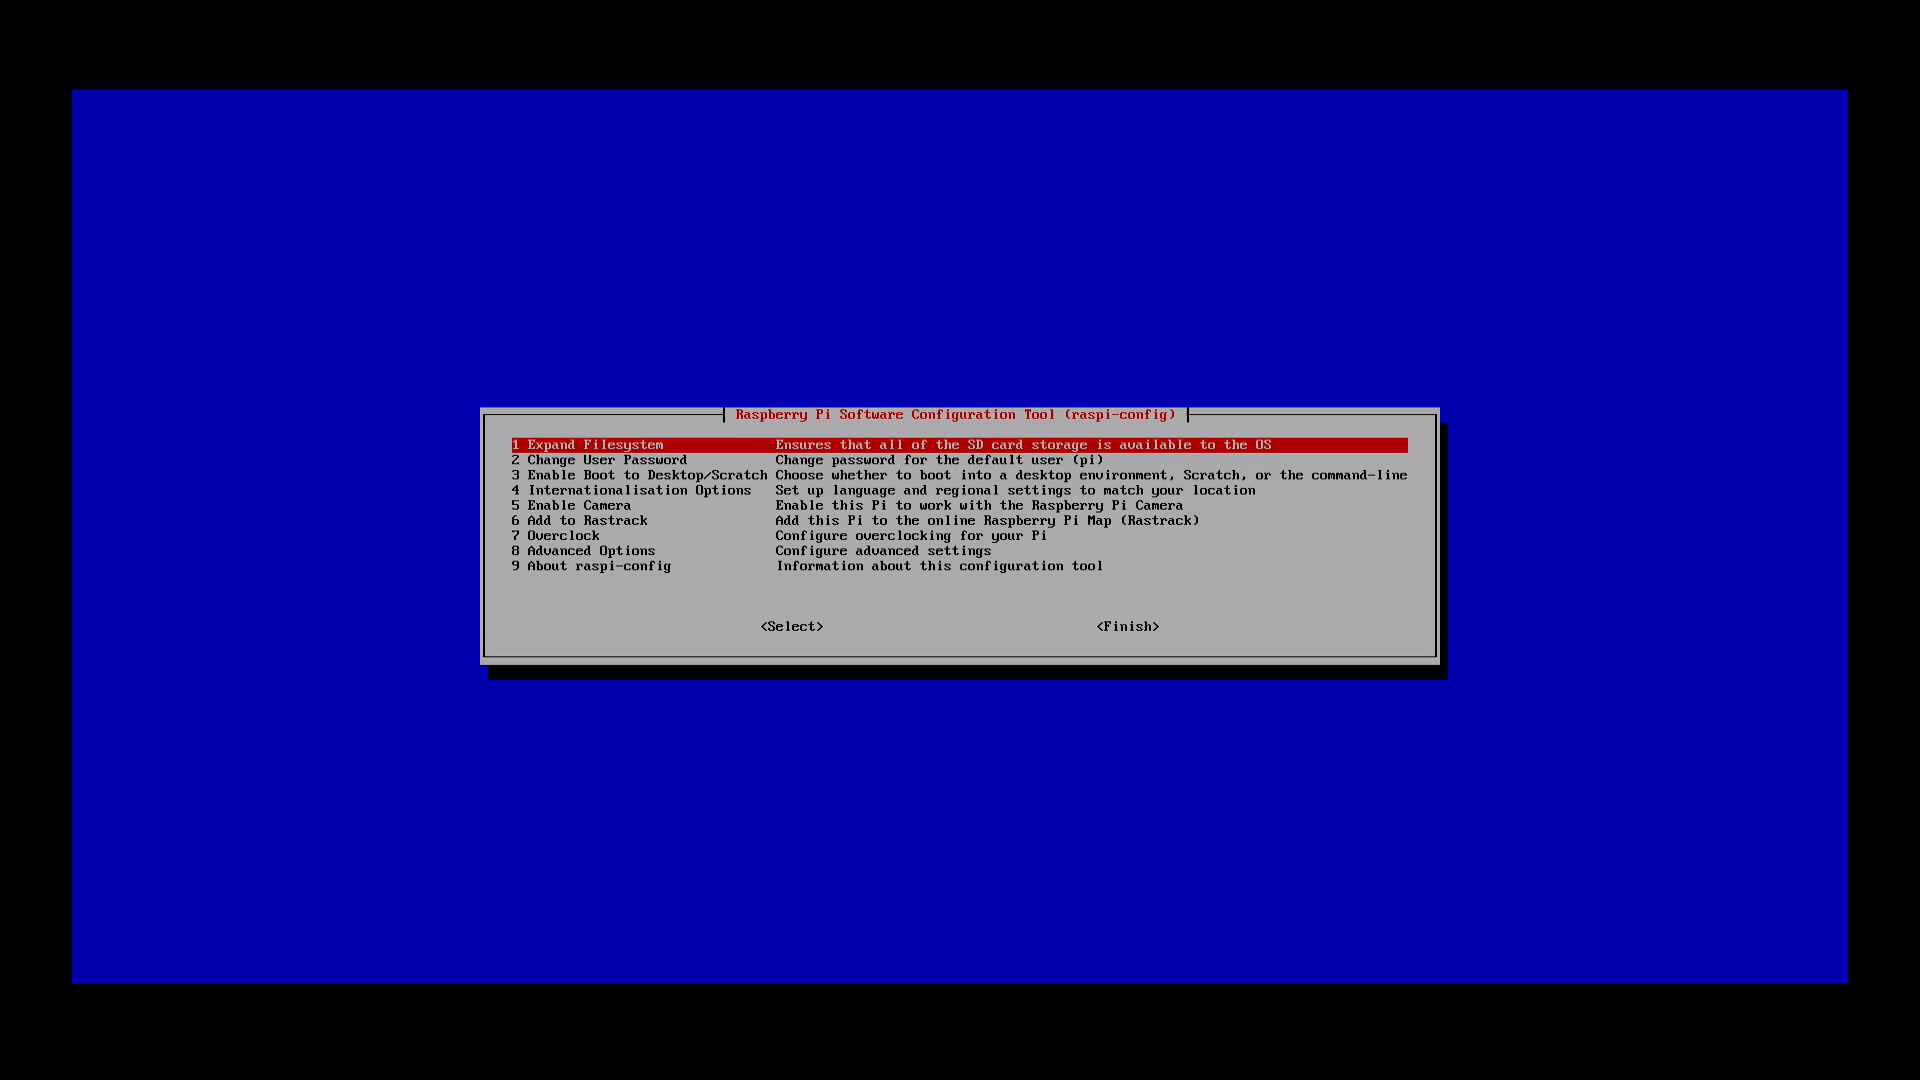 Raspberry Pi Software Configuration Tool (raspi-config)
1 Expand Filesystem Ensures that all of the SD card storage is available to the OS
2 Change User Password Change password for the default user (pi)
3 Enable Boot to Desktop/Scratch Choose whether to boot into a desktop environment, Scratch, or the command-line
4 Internationalisation Options Set up language and regional settings to match your location
5 Enable Camera Enable this Pi to work with the Raspberry Pi Camera
6 Add to Rastrack Add this Pi to the online Raspberry Pi Map (Rastrack)
7 Overclock Configure overclocking for your Pi
8 Advanced Options Configure advanced settings
9 About raspi-config Information about this configuration tool
<Select> <Finish>